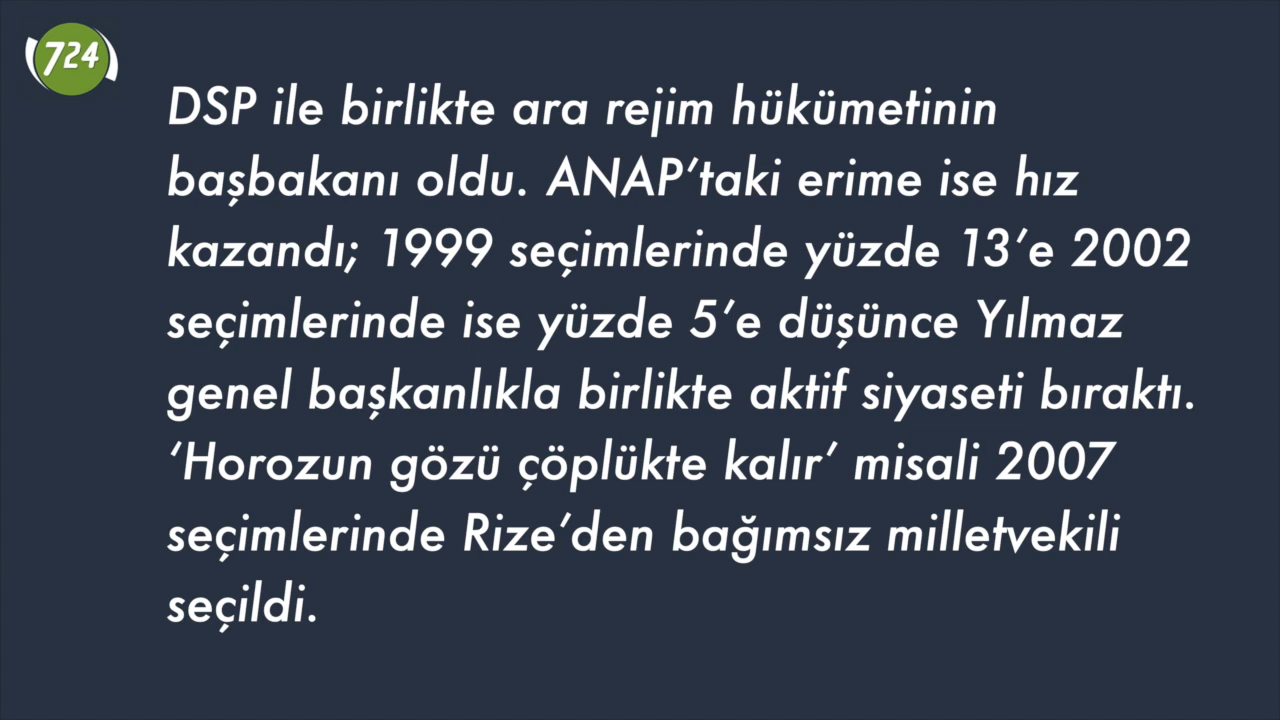 724
DSP ile birlikte ara rejim hükümetinin
başbakanı oldu. ANAP’taki erime ise hız
kazandı; 1999 seçimlerinde yüzde 13’e 2002
seçimlerinde ise yüzde 5’e düşünce Yılmaz
genel başkanlıkla birlikte aktif siyaseti bıraktı.
‘Horozun gözü çöplükte kalır’ misali 2007
seçimlerinde Rize’den bağımsız milletvekili
seçildi.